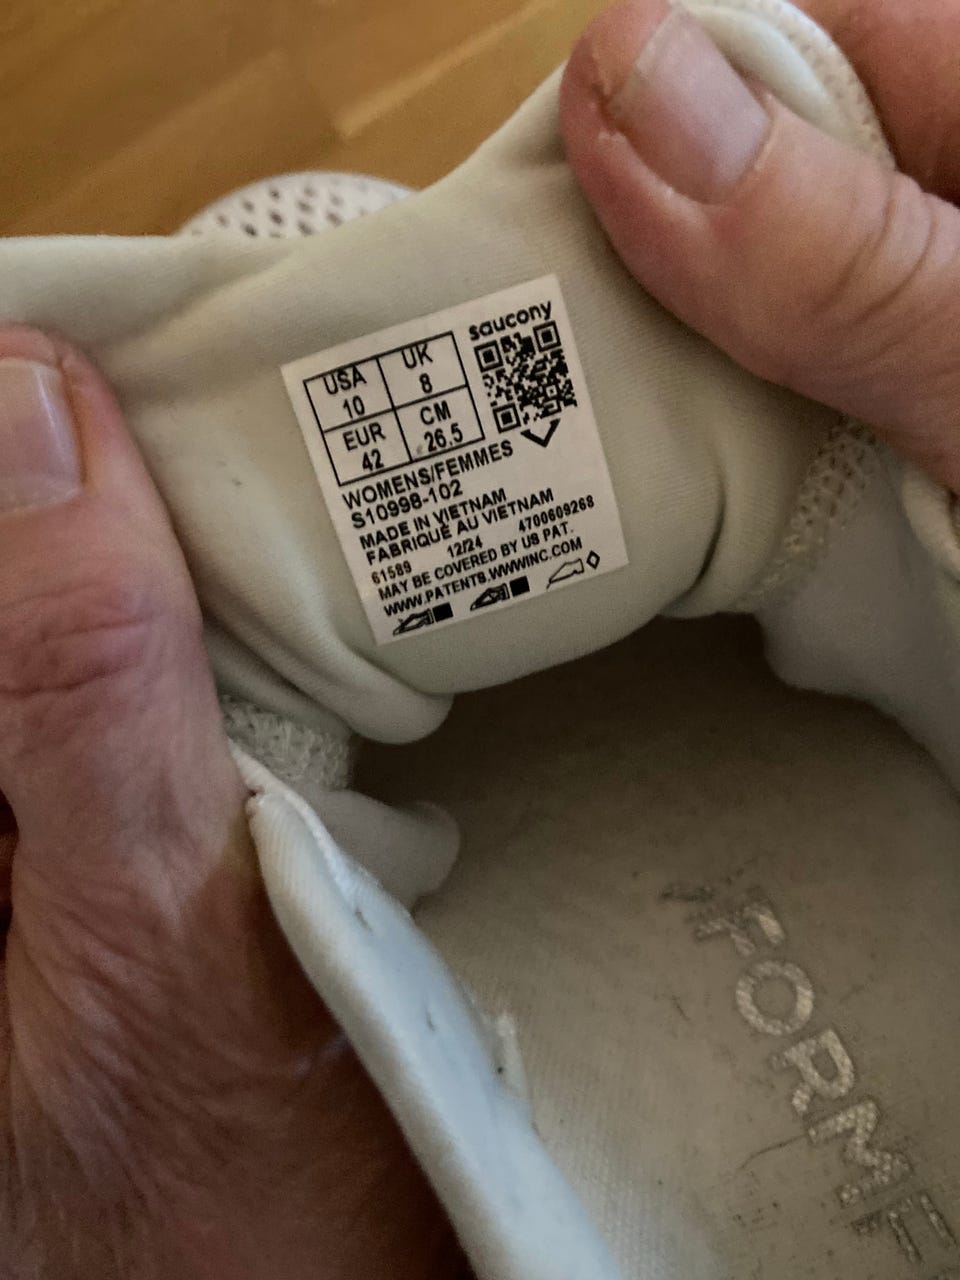 saucony
USA UK
10 8
EUR CM
42 26.5
WOMENS/FEMMES
S10998-102
MADE IN VIETNAM
FABRIQUÉ AU VIETNAM
61589 12/24 4700609268
MAY BE COVERED BY US PAT.
WWW.PATENTS.WWWINC.COM
FORMF